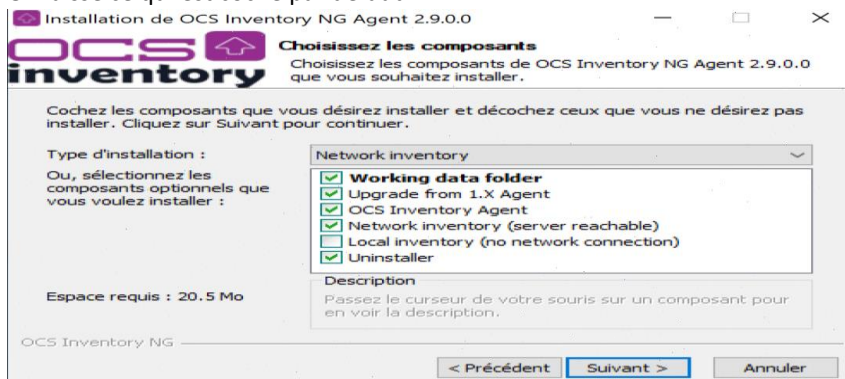 Installation de OCS Inventory NG Agent 2.9.0.0
OCS
inventory
Choisissez les composants
Choisissez les composants de OCS Inventory NG Agent 2.9.0.0
que vous souhaitez installer.
Cochez les composants que vous désirez installer et décochez ceux que vous ne désirez pas
installer. Cliquez sur Suivant pour continuer.
Type d'installation :
Network inventory
Ou, sélectionnez les
composants optionnels que
vous voulez installer :
Working data folder
Upgrade from 1.X Agent
OCS Inventory Agent
Network inventory (server reachable)
Local inventory (no network connection)
Uninstaller
Espace requis : 20.5 Mo
Description
Passez le curseur de votre souris sur un composant pour
en voir la description.
OCS Inventory NG
< Précédent
Suivant >
Annuler